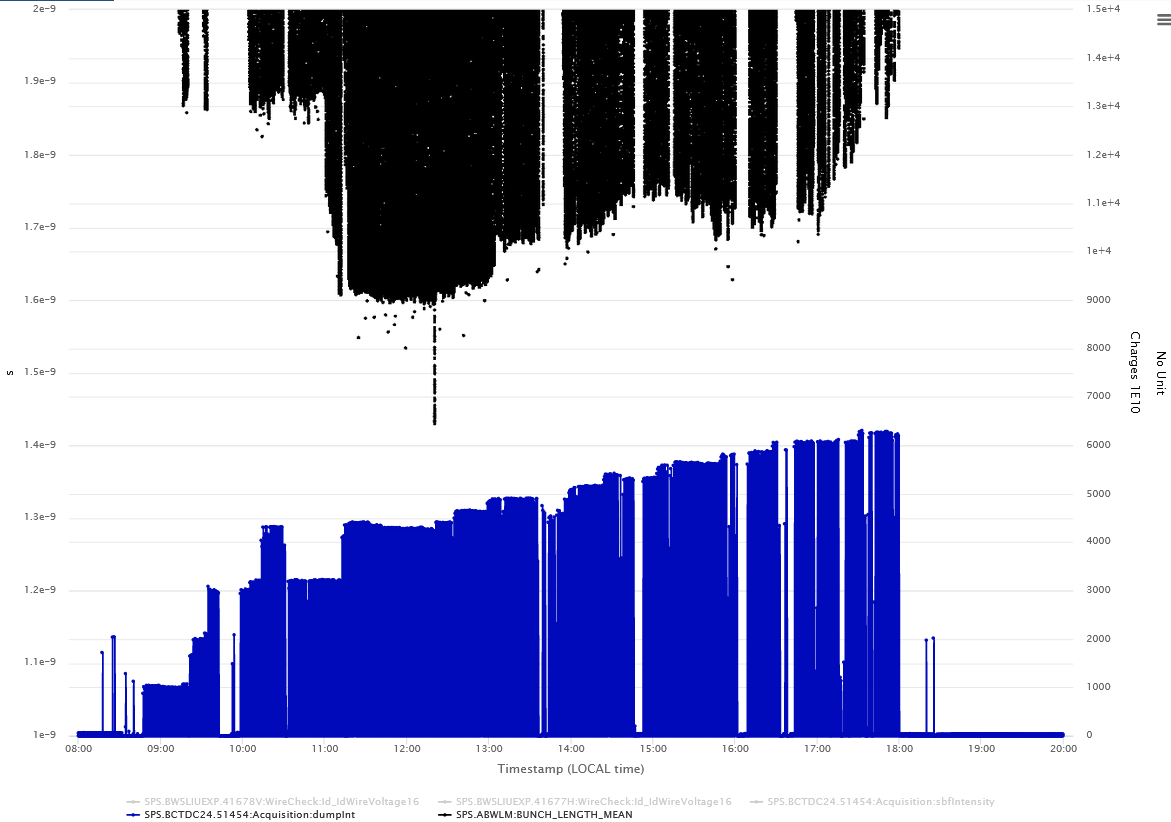 2e-9
1.9e-9
1.8e-9
1.7e-9
1.6e-9
1.5e-9
1.4e-9
1.3e-9
1.2e-9
1.1e-9
1e-9
s
1.5e+4
1.4e+4
1.3e+4
1.2e+4
1.1e+4
1e+4
9000
8000
7000
6000
5000
4000
3000
2000
1000
0
Charges 1E10
No Unit
08:00 09:00 10:00 11:00 12:00 13:00 14:00 15:00 16:00 17:00 18:00 19:00 20:00
Timestamp (LOCAL time)
SPS.BWSLIUEXP.41678V:WireCheck:Id_IdWireVoltage16 SPS.BWSLIUEXP.41677H:WireCheck:Id_IdWireVoltage16 SPS.BCTDC24.51454:Acquisition:sbfIntensity
SPS.BCTDC24.51454:Acquisition:dumpInt SPS.ABWLM:BUNCH_LENGTH_MEAN